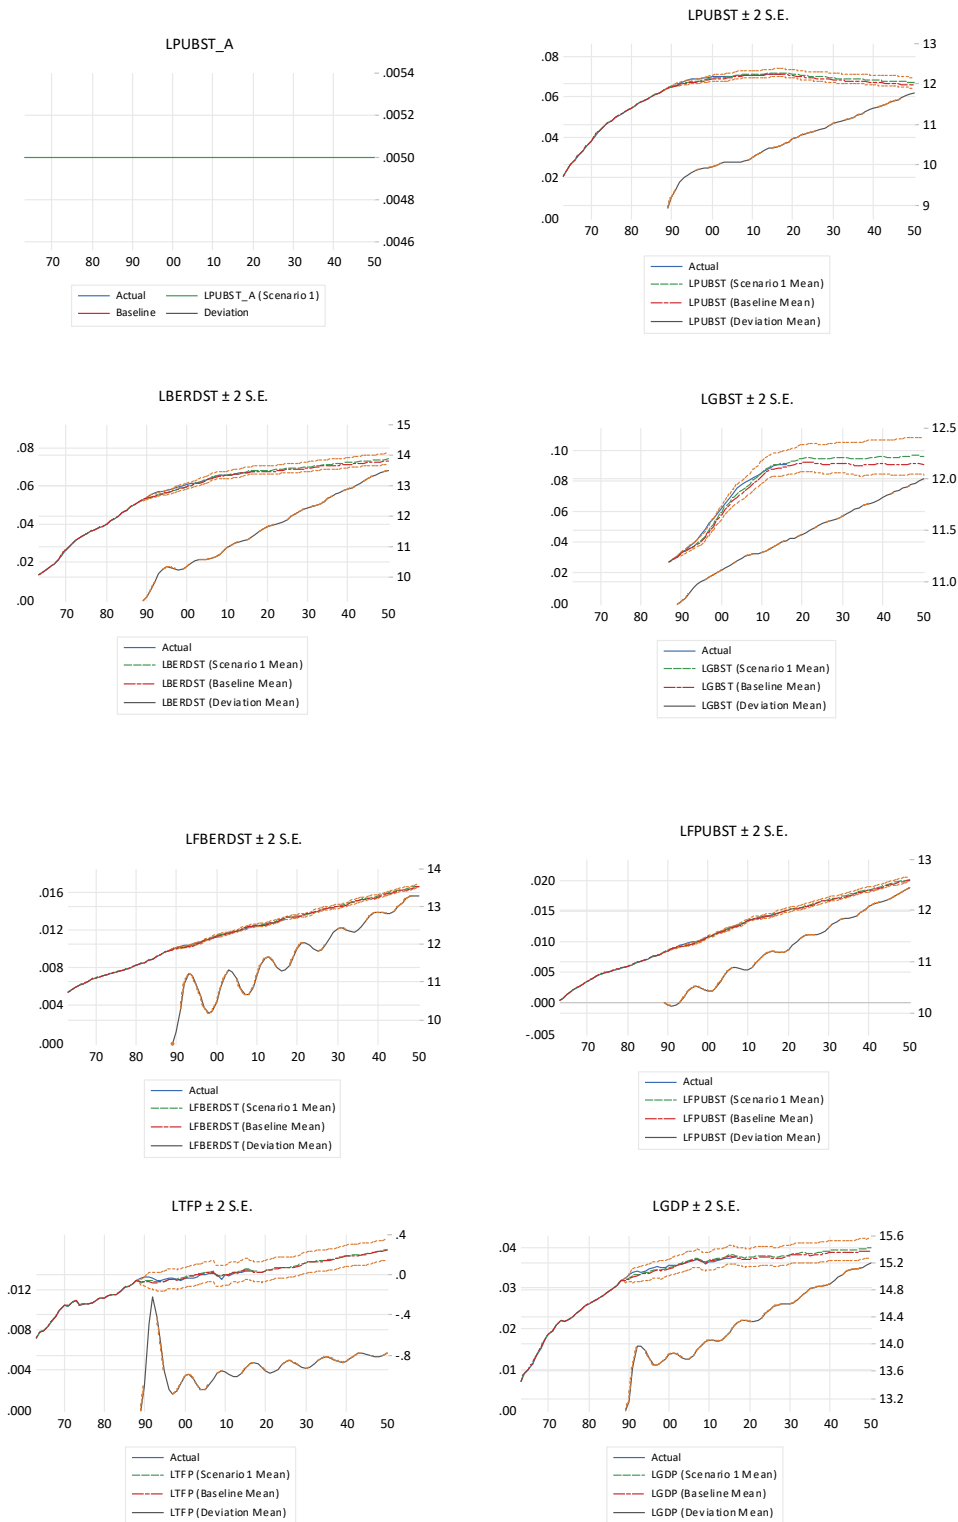 LPUBST_A
.0054
.0052
.0050
.0048
.0046
70 80 90 00 10 20 30 40 50
Actual LPUBST_A (Scenario 1)
Baseline Deviation
LPUBST ± 2 S.E.
13
.08
12
.06
11
.04
10
.02
9
.00
70 80 90 00 10 20 30 40 50
Actual
LPUBST (Scenario 1 Mean)
LPUBST (Baseline Mean)
LPUBST (Deviation Mean)
LBERDST ± 2 S.E.
15
.08
14
13
.06
12
.04
11
.02
10
.00
70 80 90 00 10 20 30 40 50
Actual
LBERDST (Scenario 1 Mean)
LBERDST (Baseline Mean)
LBERDST (Deviation Mean)
LGBST ± 2 S.E.
12.5
.10
.08 12.0
.06
11.5
.04
.02 11.0
.00
70 80 90 00 10 20 30 40 50
Actual
LGBST (Scenario 1 Mean)
LGBST (Baseline Mean)
LGBST (Deviation Mean)
LFBERDST ± 2 S.E.
14
.016
13
.012
12
.008
11
.004
10
.000
70 80 90 00 10 20 30 40 50
Actual
LFBERDST (Scenario 1 Mean)
LFBERDST (Baseline Mean)
LFBERDST (Deviation Mean)
LFPUBST ± 2 S.E.
13
.020
.015 12
.010
11
.005
.000
10
-.005
70 80 90 00 10 20 30 40 50
Actual
LFPUBST (Scenario 1 Mean)
LFPUBST (Baseline Mean)
LFPUBST (Deviation Mean)
LTFP ± 2 S.E.
.4
.0
.012
-.4
.008
-.8
.004
.000
70 80 90 00 10 20 30 40 50
Actual
LTFP (Scenario 1 Mean)
LTFP (Baseline Mean)
LTFP (Deviation Mean)
LGDP ± 2 S.E.
15.6
.04
15.2
.03 14.8
14.4
.02
14.0
.01 13.6
13.2
.00
70 80 90 00 10 20 30 40 50
Actual
LGDP (Scenario 1 Mean)
LGDP (Baseline Mean)
LGDP (Deviation Mean)